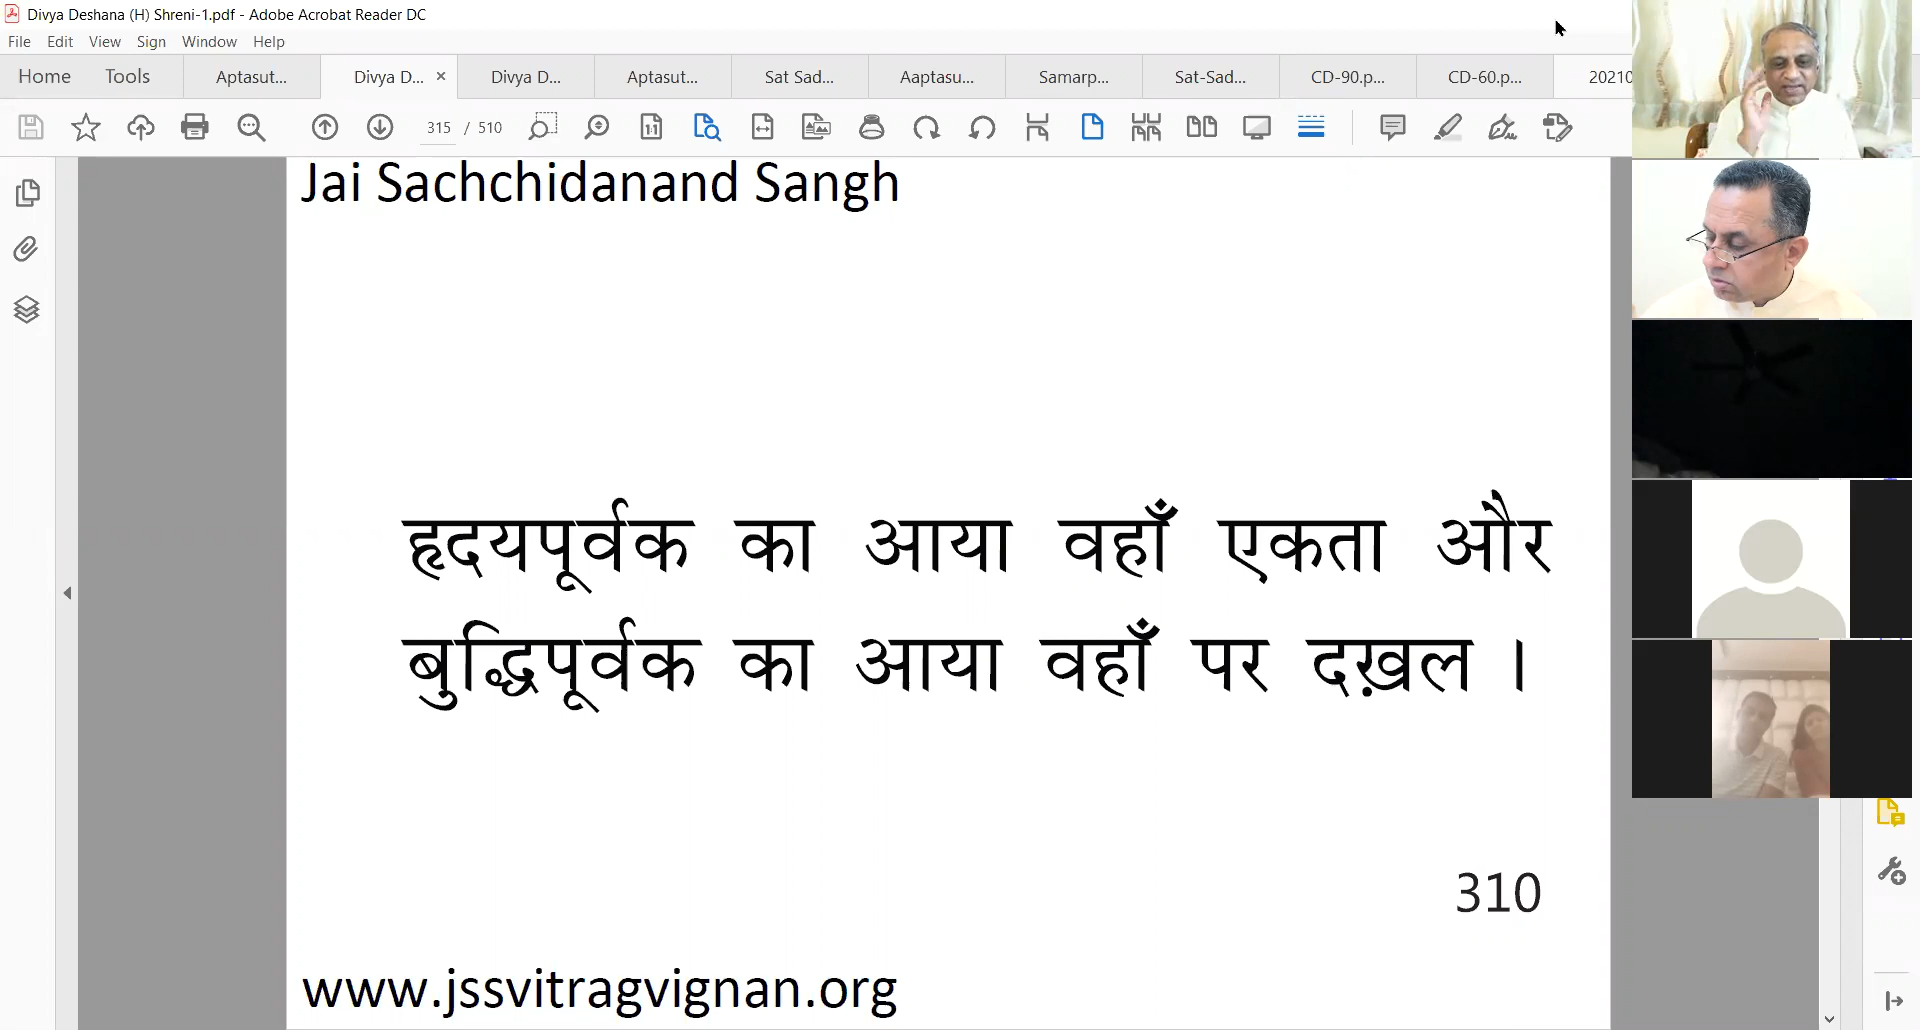 Divya Deshana (H) Shreni-1.pdf - Adobe Acrobat Reader DC
File Edit View Sign Window Help
Home Tools Aptasut... Divya D... × Divya D... Aptasut... Sat Sad... Aaptasu... Samarp... Sat-Sad... CD-90.p... CD-60.p... 20210
315 / 510
Jai Sachchidanand Sangh
हृदयपूर्वक का आया वहाँ एकता और
बुद्धिपूर्वक का आया वहाँ पर दख़ल ।
310
www.jssvitragvignan.org